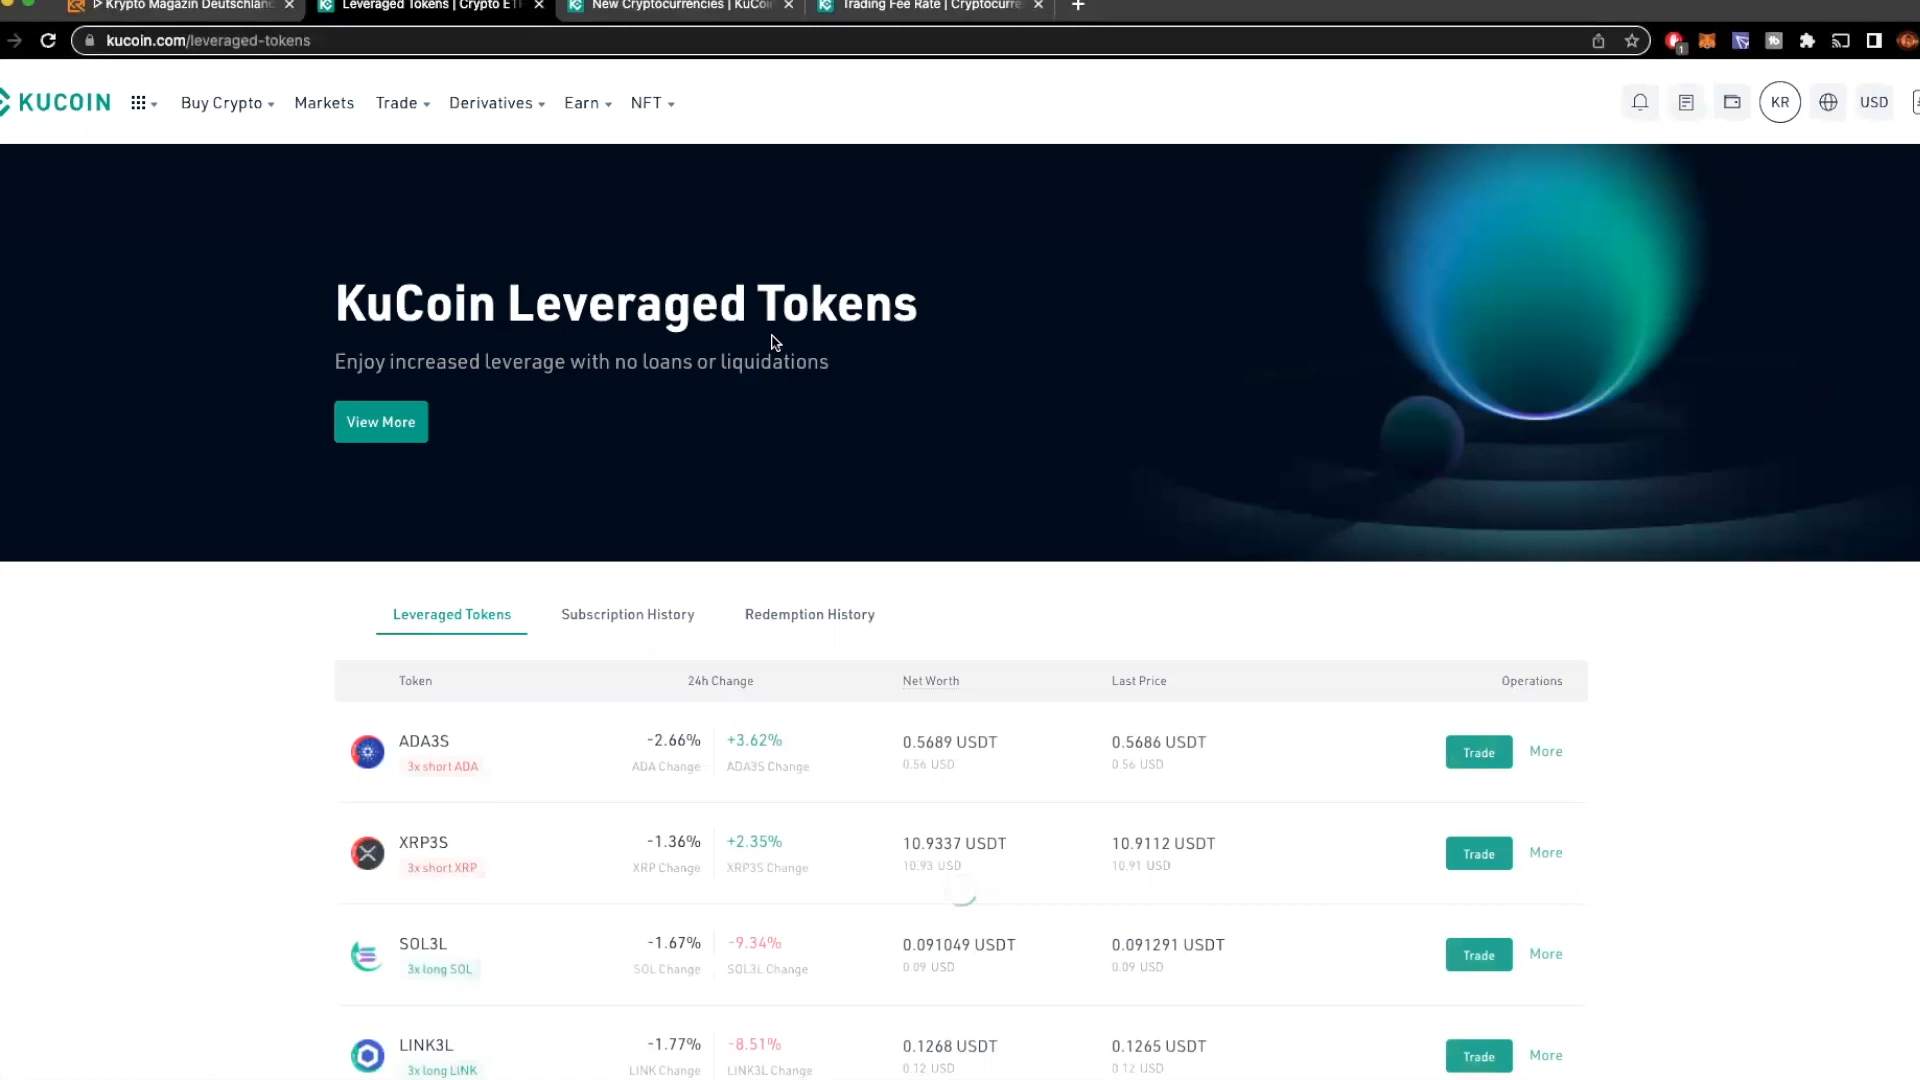 ▷ Krypto Magazin Deutschland
Leveraged Tokens | Crypto ET
New Cryptocurrencies | KuCoin
Trading Fee Rate | Cryptocurre
kucoin.com/leveraged-tokens
1
KUCOIN
Buy Crypto
Markets
Trade
Derivatives
Earn
NFT
KR
USD
KuCoin Leveraged Tokens
Enjoy increased leverage with no loans or liquidations
View More
Leveraged Tokens
Subscription History
Redemption History
Token
24h Change
Net Worth
Last Price
Operations
ADA3S
-2.66%
+3.62%
0.5689 USDT
0.5686 USDT
Trade
More
3x short ADA
ADA Change
ADA3S Change
0.56 USD
0.56 USD
XRP3S
-1.36%
+2.35%
10.9337 USDT
10.9112 USDT
Trade
More
3x short XRP
XRP Change
XRP3S Change
10.93 USD
10.91 USD
SOL3L
-1.67%
-9.34%
0.091049 USDT
0.091291 USDT
Trade
More
3x long SOL
SOL Change
SOL3L Change
0.09 USD
0.09 USD
LINK3L
-1.77%
-8.51%
0.1268 USDT
0.1265 USDT
Trade
More
3x long LINK
LINK Change
LINK3L Change
0.12 USD
0.12 USD